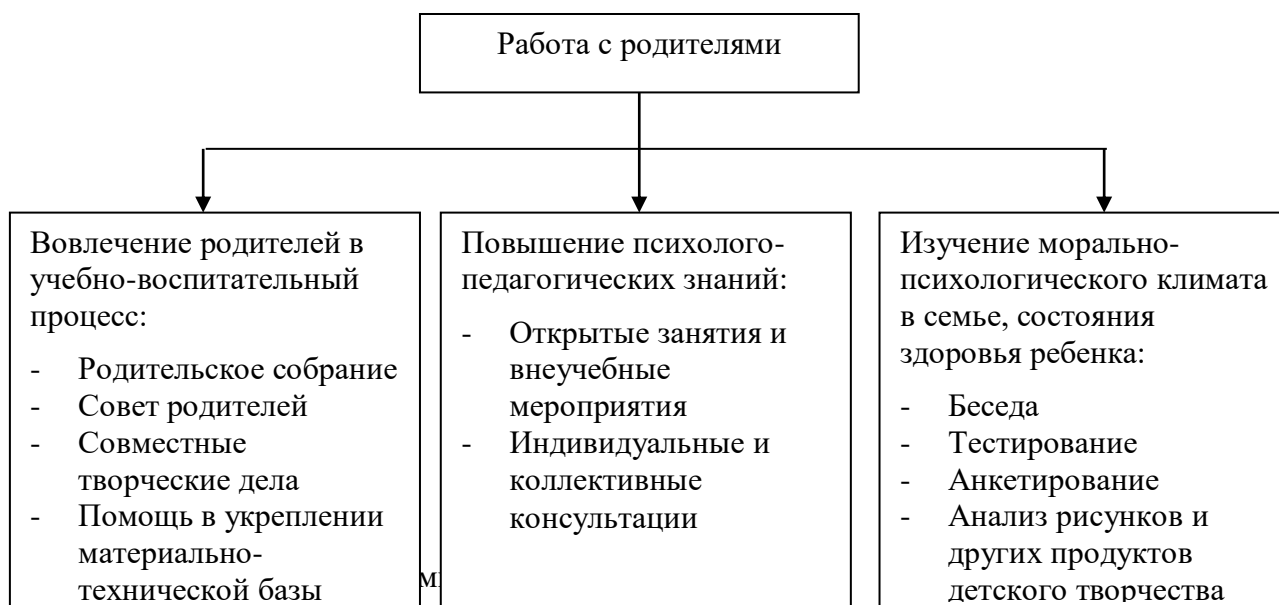 Работа с родителями
Вовлечение родителей в
учебно-воспитательный
процесс:
- Родительское собрание
- Совет родителей
- Совместные
творческие дела
- Помощь в укреплении
материально-
технической базы
Повышение психолого-
педагогических знаний:
- Открытые занятия и
внеучебные
мероприятия
- Индивидуальные и
коллективные
консультации
Изучение морально-
психологического климата
в семье, состояния
здоровья ребенка:
- Беседа
- Тестирование
- Анкетирование
- Анализ рисунков и
других продуктов
детского творчества